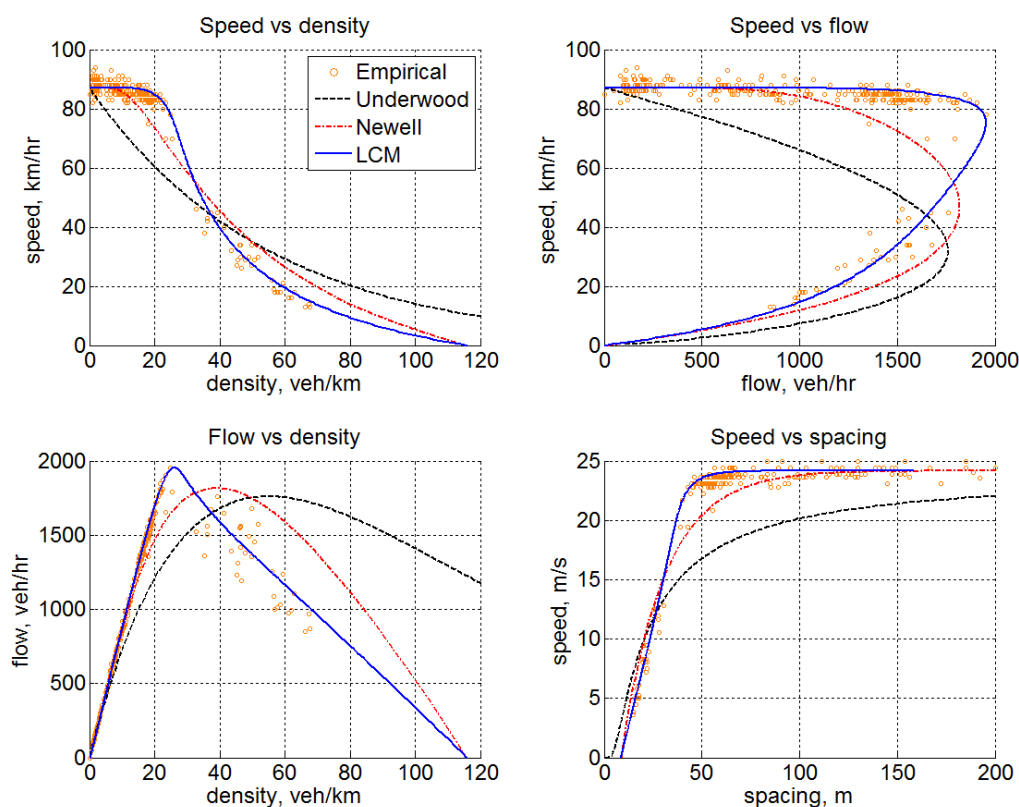 Speed vs density
100
80
60
40
20
0
speed, km/hr
0 20 40 60 80 100 120
density, veh/km
Empirical
Underwood
Newell
LCM
Speed vs flow
100
80
60
40
20
0
speed, km/hr
0 500 1000 1500 2000
flow, veh/hr
Flow vs density
2000
1500
1000
500
0
flow, veh/hr
0 20 40 60 80 100 120
density, veh/km
Speed vs spacing
25
20
15
10
5
0
speed, m/s
0 50 100 150 200
spacing, m